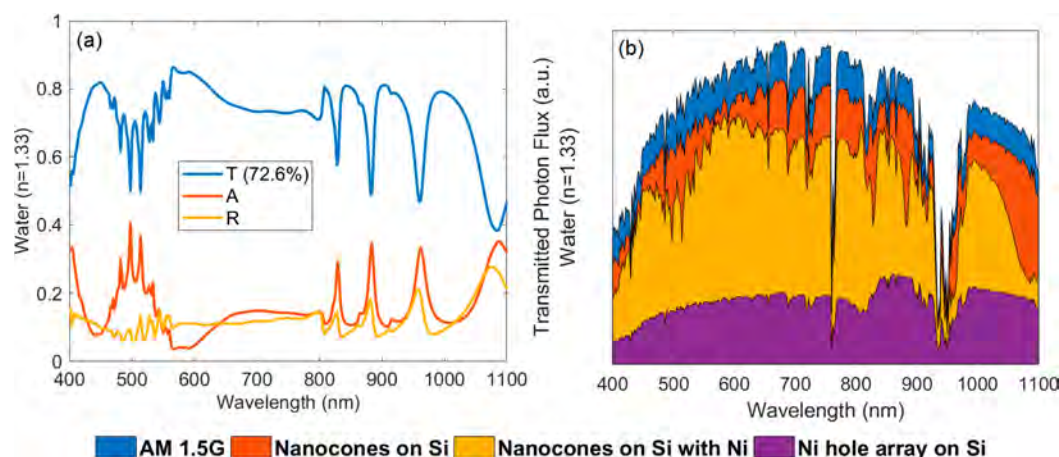 (a)
Water (n=1.33)
1
0.8
0.6
0.4
0.2
0
T (72.6%)
A
R
400 500 600 700 800 900 1000 1100
Wavelength (nm)
(b)
Transmitted Photon Flux (a.u.)
Water (n=1.33)
400 500 600 700 800 900 1000 1100
Wavelength (nm)
AM 1.5G Nanocones on Si Nanocones on Si with Ni Ni hole array on Si